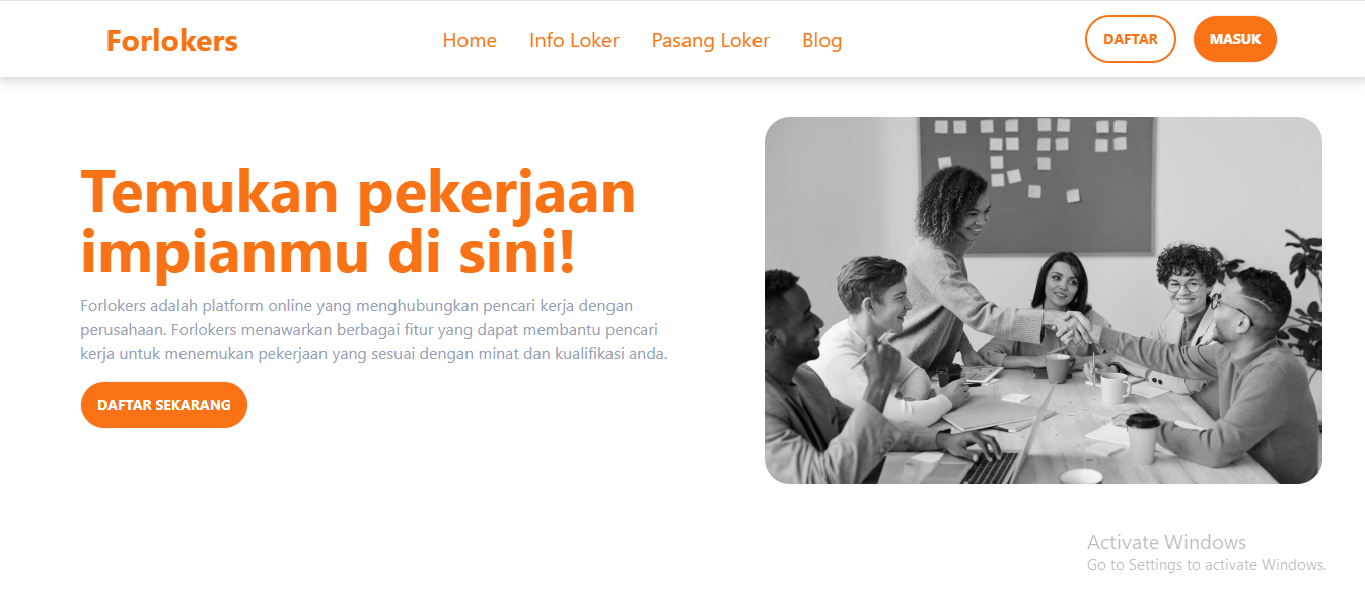 Forlokers
Home
Info Loker
Pasang Loker
Blog
DAFTAR
MASUK
Temukan pekerjaan
impianmu di sini!
Forlokers adalah platform online yang menghubungkan pencari kerja dengan
perusahaan. Forlokers menawarkan berbagai fitur yang dapat membantu pencari
kerja untuk menemukan pekerjaan yang sesuai dengan minat dan kualifikasi anda.
DAFTAR SEKARANG
Activate Windows
Go to Settings to activate Windows.